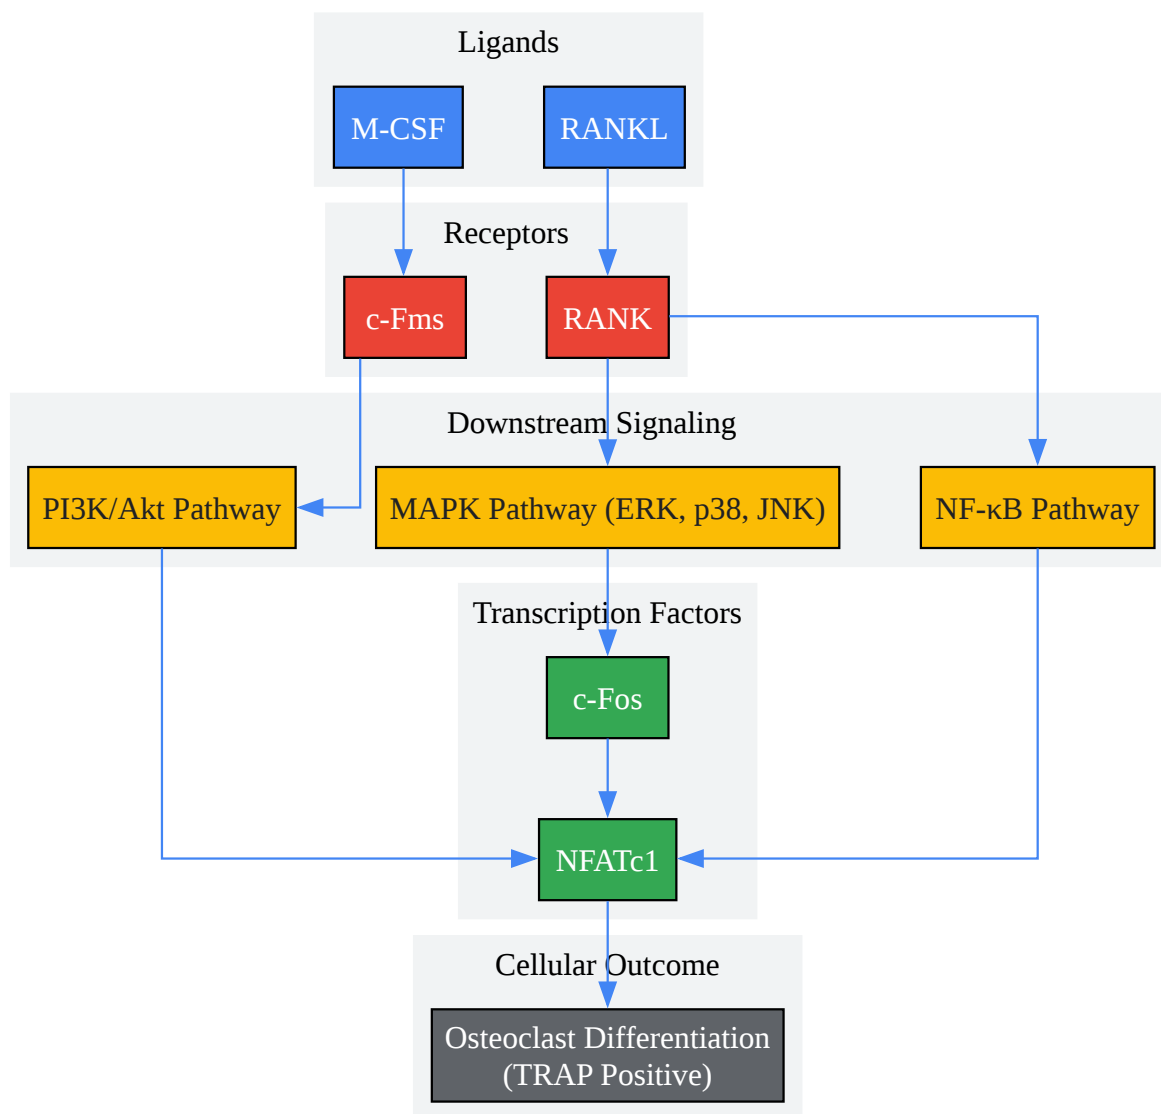 Ligands
M-CSF
RANKL
Receptors
c-Fms
RANK
Downstream Signaling
PI3K/Akt Pathway
MAPK Pathway (ERK, p38, JNK)
NF-κB Pathway
Transcription Factors
c-Fos
NFATc1
Cellular Outcome
Osteoclast Differentiation
(TRAP Positive)